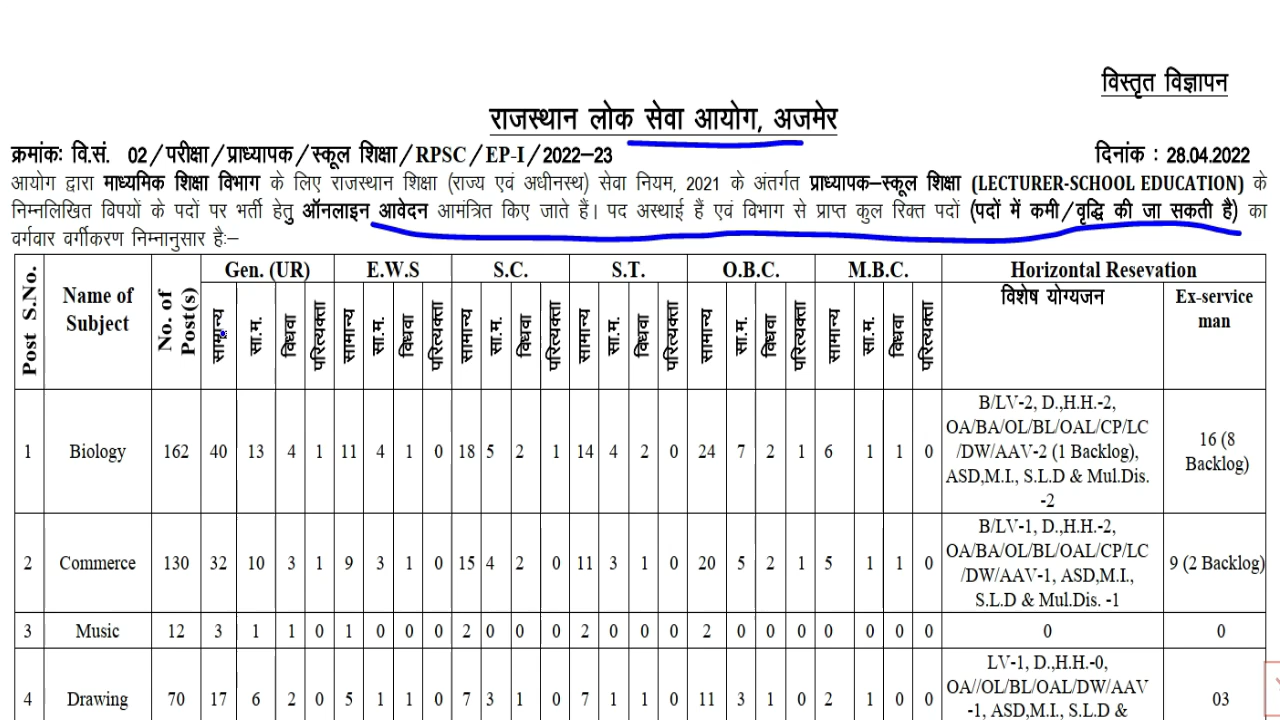 विस्तृत विज्ञापन
राजस्थान लोक सेवा आयोग, अजमेर
क्रमांकः वि.सं. 02/परीक्षा/प्राध्यापक/स्कूल शिक्षा/RPSC/EP-I/2022–23 दिनांक : 28.04.2022
आयोग द्वारा माध्यमिक शिक्षा विभाग के लिए राजस्थान शिक्षा (राज्य एवं अधीनस्थ) सेवा नियम, 2021 के अंतर्गत प्राध्यापक–स्कूल शिक्षा (LECTURER-SCHOOL EDUCATION) के
निम्नलिखित विषयों के पदों पर भर्ती हेतु ऑनलाइन आवेदन आमंत्रित किए जाते हैं। पद अस्थाई हैं एवं विभाग से प्राप्त कुल रिक्त पदों (पदों में कमी/वृद्धि की जा सकती है) का
वर्गवार वर्गीकरण निम्नानुसार हैः–
Post S.No. Name of Subject No. of Post(s) Gen. (UR) E.W.S S.C. S.T. O.B.C. M.B.C. Horizontal Resevation
सामान्य सा.म. विधवा परित्यक्ता सामान्य सा.म. विधवा परित्यक्ता सामान्य सा.म. विधवा परित्यक्ता सामान्य सा.म. विधवा परित्यक्ता सामान्य सा.म. विधवा परित्यक्ता सामान्य सा.म. विधवा परित्यक्ता विशेष योग्यजन Ex-service man
1 Biology 162 40 13 4 1 11 4 1 0 18 5 2 1 14 4 2 0 24 7 2 1 6 1 1 0 B/LV-2, D.,H.H.-2,
OA/BA/OL/BL/OAL/CP/LC
/DW/AAV-2 (1 Backlog),
ASD,M.I., S.L.D & Mul.Dis.
-2
16 (8
Backlog)
2 Commerce 130 32 10 3 1 9 3 1 0 15 4 2 0 11 3 1 0 20 5 2 1 5 1 1 0 B/LV-1, D.,H.H.-2,
OA/BA/OL/BL/OAL/CP/LC
/DW/AAV-1, ASD,M.I.,
S.L.D & Mul.Dis. -1
9 (2 Backlog)
3 Music 12 3 1 1 0 1 0 0 0 2 0 0 0 2 0 0 0 2 0 0 0 0 0 0 0 0 0
4 Drawing 70 17 6 2 0 5 1 1 0 7 3 1 0 7 1 1 0 11 3 1 0 2 1 0 0 LV-1, D.,H.H.-0,
OA//OL/BL/OAL/DW/AAV
-1, ASD,M.I., S.L.D &
03